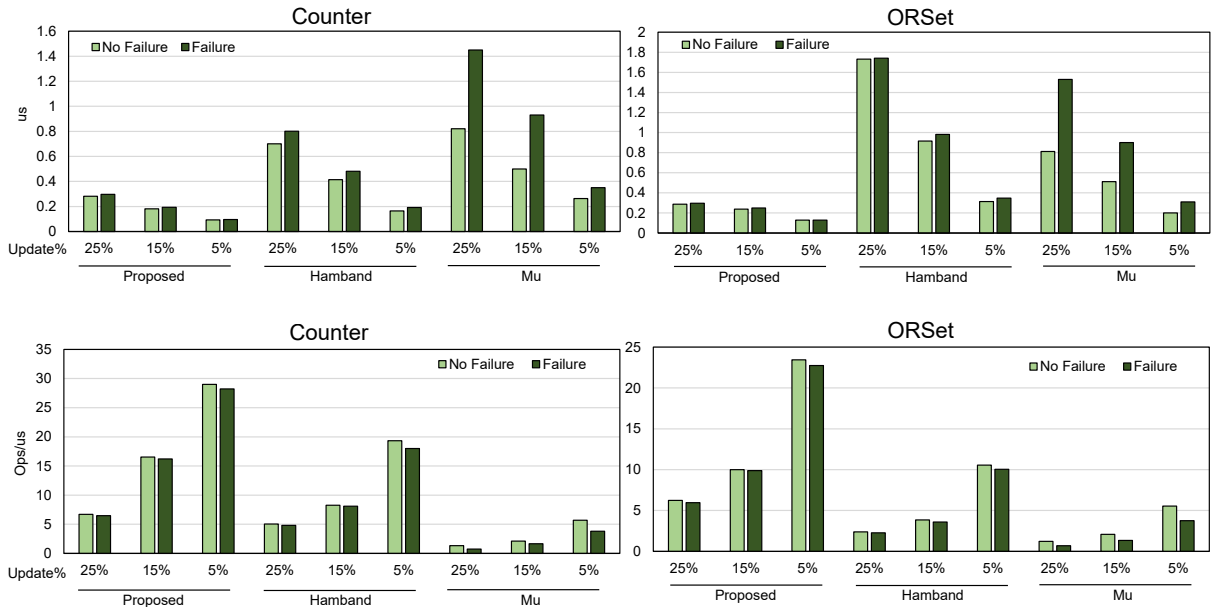 Counter
us
1.6
1.4
1.2
1
0.8
0.6
0.4
0.2
0
No Failure Failure
Update% 25% 15% 5% 25% 15% 5% 25% 15% 5%
Proposed Hamband Mu
ORSet
2
1.8
1.6
1.4
1.2
1
0.8
0.6
0.4
0.2
0
No Failure Failure
25% 15% 5% 25% 15% 5% 25% 15% 5%
Proposed Hamband Mu
Counter
Ops/us
35
30
25
20
15
10
5
0
No Failure Failure
Update% 25% 15% 5% 25% 15% 5% 25% 15% 5%
Proposed Hamband Mu
ORSet
25
20
15
10
5
0
No Failure Failure
25% 15% 5% 25% 15% 5% 25% 15% 5%
Proposed Hamband Mu